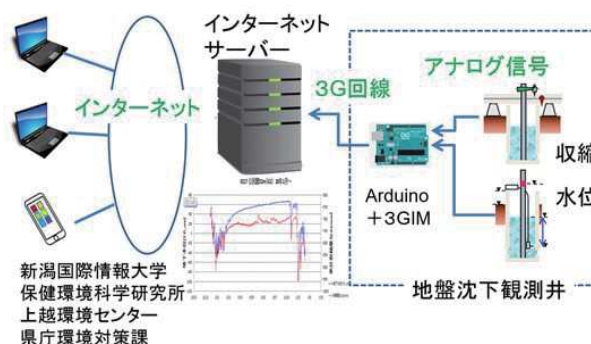 インターネット
サーバー
アナログ信号
3G回線
インターネット
収縮
Arduino
+3GIM
水位
新潟国際情報大学
保健環境科学研究所
上越環境センター
県庁環境対策課
地盤沈下観測井